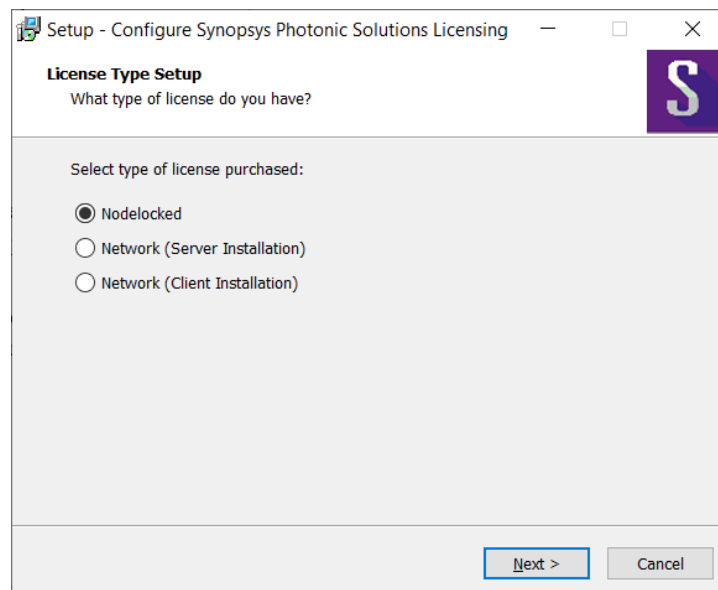 Setup - Configure Synopsys Photonic Solutions Licensing
License Type Setup
What type of license do you have?
S
Select type of license purchased:
Nodelocked
Network (Server Installation)
Network (Client Installation)
Next >
Cancel